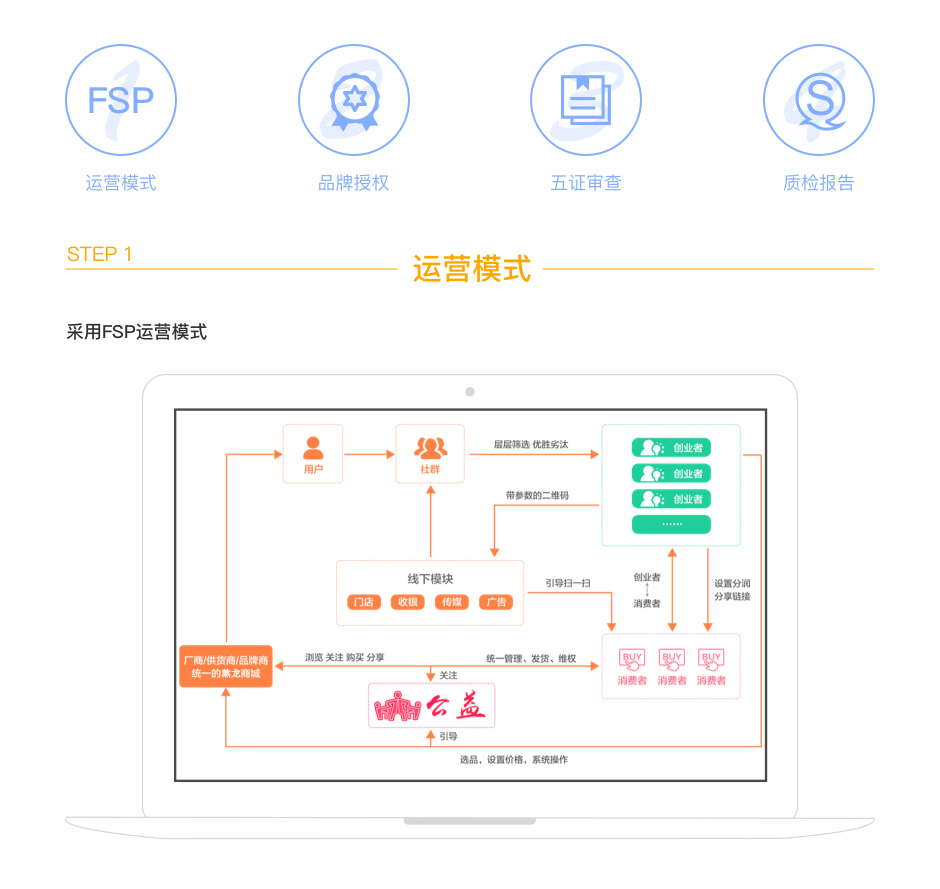 FSP
S
运营模式
品牌授权
五证审查
质检报告
STEP 1
运营模式
采用FSP运营模式
用户
社群
层层筛选 优胜劣汰
创业者
创业者
创业者
······
带参数的二维码
线下模块
门店
收银
传媒
广告
引导扫一扫
创业者
消费者
设置分润
分享链接
厂商/供货商/品牌商
统一的蒸龙商城
浏览 关注 购买 分享
统一管理、发货、维权
BUY
BUY
BUY
消费者
消费者
消费者
关注
公益
引导
选品，设置价格，系统操作